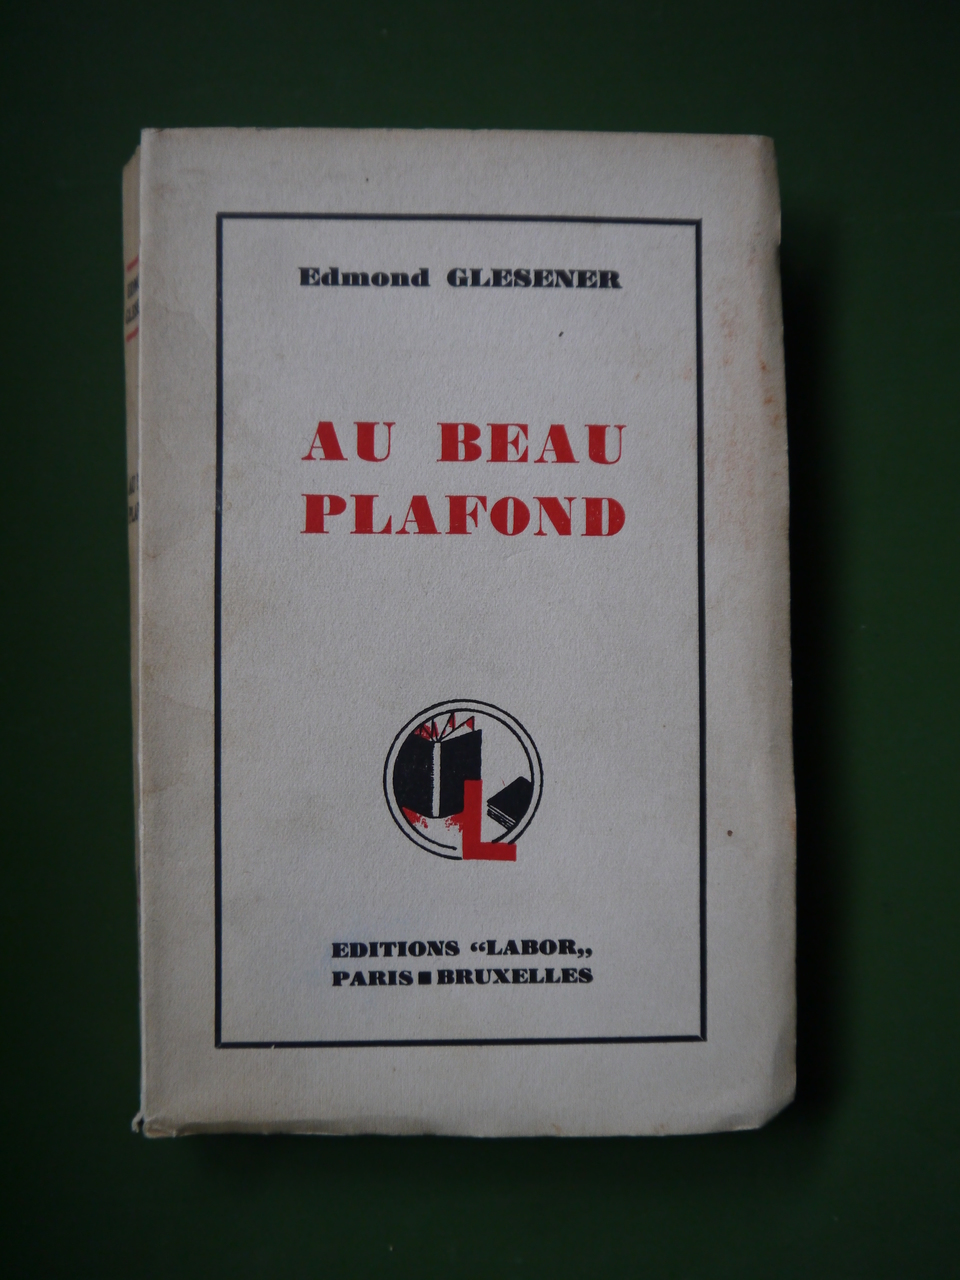 Edmond GLESENER
AU BEAU
PLAFOND
L
EDITIONS “LABOR„
PARIS ■ BRUXELLES